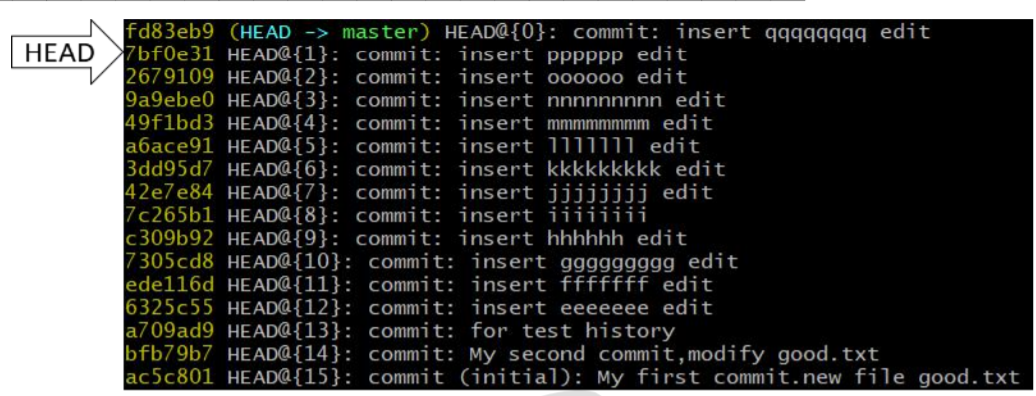 fd83eb9 (HEAD -> master) HEAD@{0}: commit: insert qqqqqqqq edit
HEAD
7bf0e31 HEAD@{1}: commit: insert pppppp edit
2679109 HEAD@{2}: commit: insert oooooo edit
9a9ebe0 HEAD@{3}: commit: insert nnnnnnnnn edit
49f1bd3 HEAD@{4}: commit: insert mmmmmmmmm edit
a6ace91 HEAD@{5}: commit: insert lllllll edit
3dd95d7 HEAD@{6}: commit: insert kkkkkkkkk edit
42e7e84 HEAD@{7}: commit: insert jjjjjjjj edit
7c265b1 HEAD@{8}: commit: insert iiiiiiii
c309b92 HEAD@{9}: commit: insert hhhhhh edit
7305cd8 HEAD@{10}: commit: insert ggggggggg edit
ede116d HEAD@{11}: commit: insert fffffff edit
6325c55 HEAD@{12}: commit: insert eeeeeee edit
a709ad9 HEAD@{13}: commit: for test history
bfb79b7 HEAD@{14}: commit: My second commit,modify good.txt
ac5c801 HEAD@{15}: commit (initial): My first commit.new file good.txt